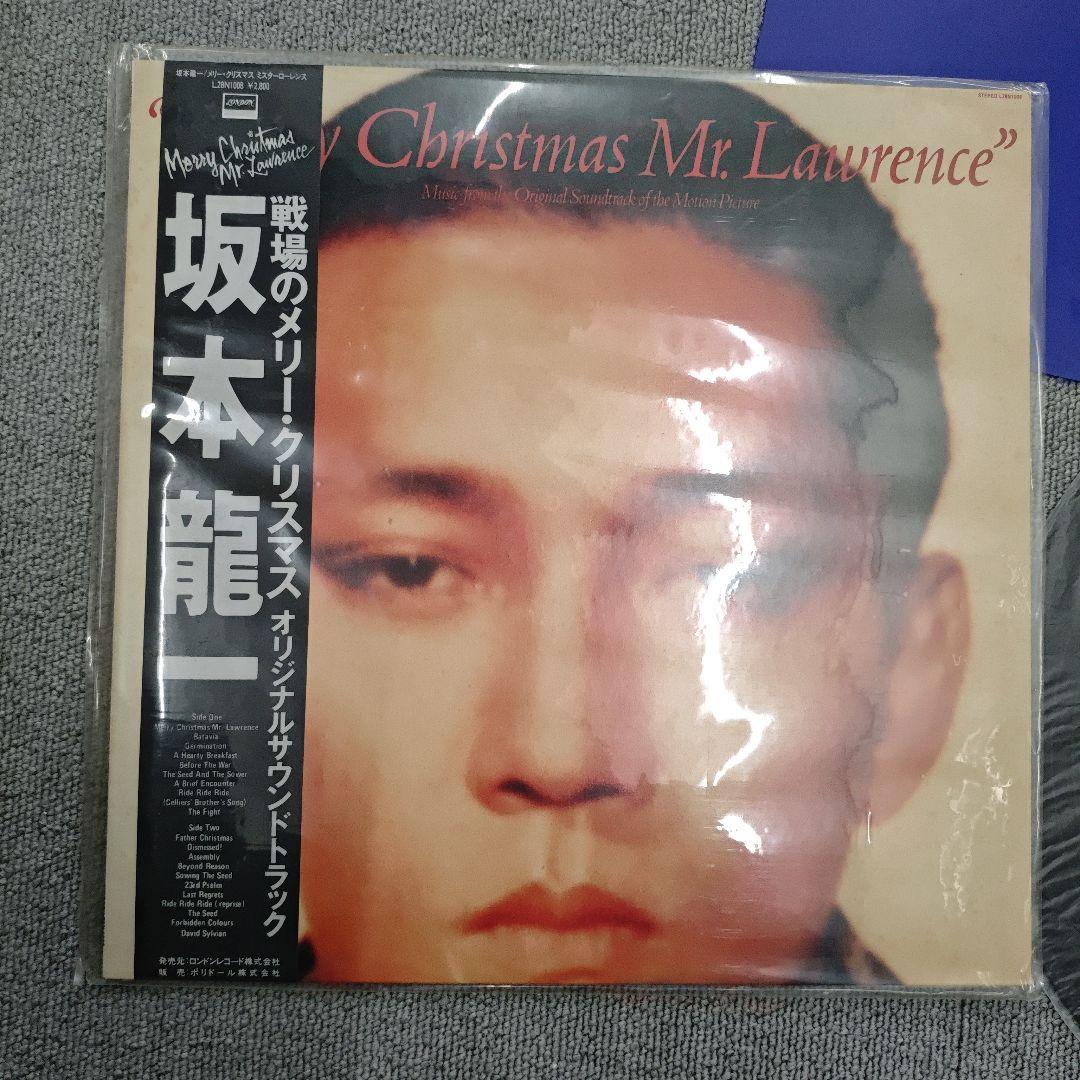 坂本龍一/メリー・クリスマス ミスターローレンス
L28N1008 ¥2,800
LONDON
Merry Christmas
Mr. Lawrence
戦場のメリー・クリスマス オリジナルサウンドトラック
坂本龍一
Side One
Merry Christmas Mr. Lawrence
Batavia
Germination
A Hearty Breakfast
Before The War
The Seed And The Sower
A Brief Encounter
Ride Ride Ride
(Celliers' Brother's Song)
The Fight
Side Two
Father Christmas
Dismissed!
Assembly
Beyond Reason
Sowing The Seed
23rd Psalm
Last Regrets
Ride Ride Ride (reprise)
The Seed
Forbidden Colours
David Sylvian
発売元:ロンドンレコード株式会社
販 売:ポリドール株式会社
STEREO L28N1008
“ y Christmas Mr. Lawrence”
Music from the Original Soundtrack of the Motion Picture